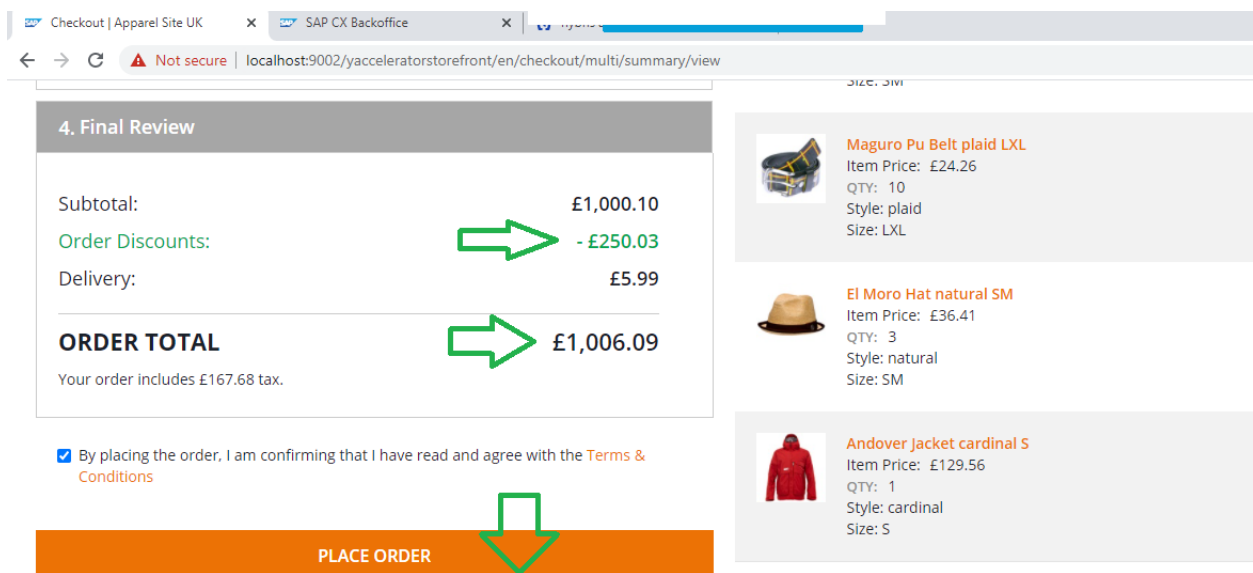 Checkout | Apparel Site UK
SAP CX Backoffice
Not secure | localhost:9002/yacceleratorstorefront/en/checkout/multi/summary/view
4. Final Review
Subtotal: £1,000.10
Order Discounts: - £250.03
Delivery: £5.99
ORDER TOTAL £1,006.09
Your order includes £167.68 tax.
By placing the order, I am confirming that I have read and agree with the Terms &
Conditions
PLACE ORDER
Size: SM
Maguro Pu Belt plaid LXL
Item Price: £24.26
QTY: 10
Style: plaid
Size: LXL
El Moro Hat natural SM
Item Price: £36.41
QTY: 3
Style: natural
Size: SM
Andover Jacket cardinal S
Item Price: £129.56
QTY: 1
Style: cardinal
Size: S